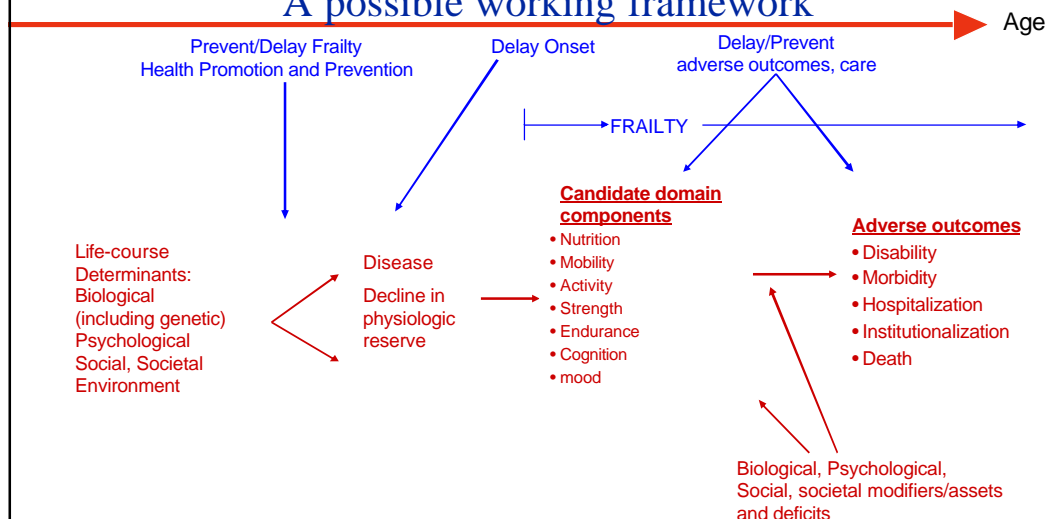 A possible working framework
Age
Prevent/Delay Frailty
Health Promotion and Prevention
Delay Onset
Delay/Prevent
adverse outcomes, care
FRAILTY
Life-course
Determinants:
Biological
(including genetic)
Psychological
Social, Societal
Environment
Disease
Decline in
physiologic
reserve
Candidate domain
components
• Nutrition
• Mobility
• Activity
• Strength
• Endurance
• Cognition
• mood
Adverse outcomes
• Disability
• Morbidity
• Hospitalization
• Institutionalization
• Death
Biological, Psychological,
Social, societal modifiers/assets
and deficits